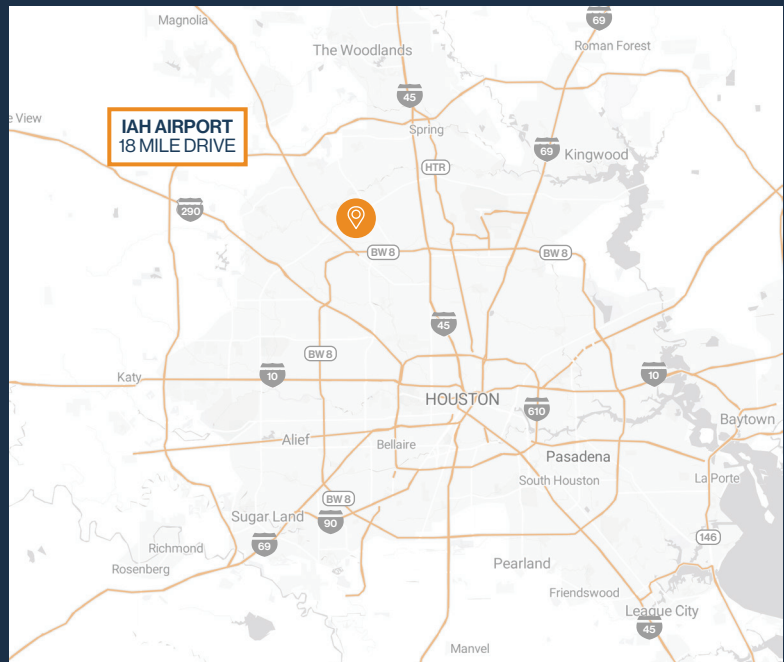 Magnolia
69
The Woodlands
Roman Forest
45
e View
IAH AIRPORT
18 MILE DRIVE
Spring
69
Kingwood
HTR
290
BW 8
BW 8
45
BW 8
Katy
10
10
HOUSTON
610
Baytown
Alief
Bellaire
Pasadena
South Houston
La Porte
BW 8
Sugar Land
90
69
146
Richmond
Rosenberg
Pearland
Friendswood
League City
45
Manvel